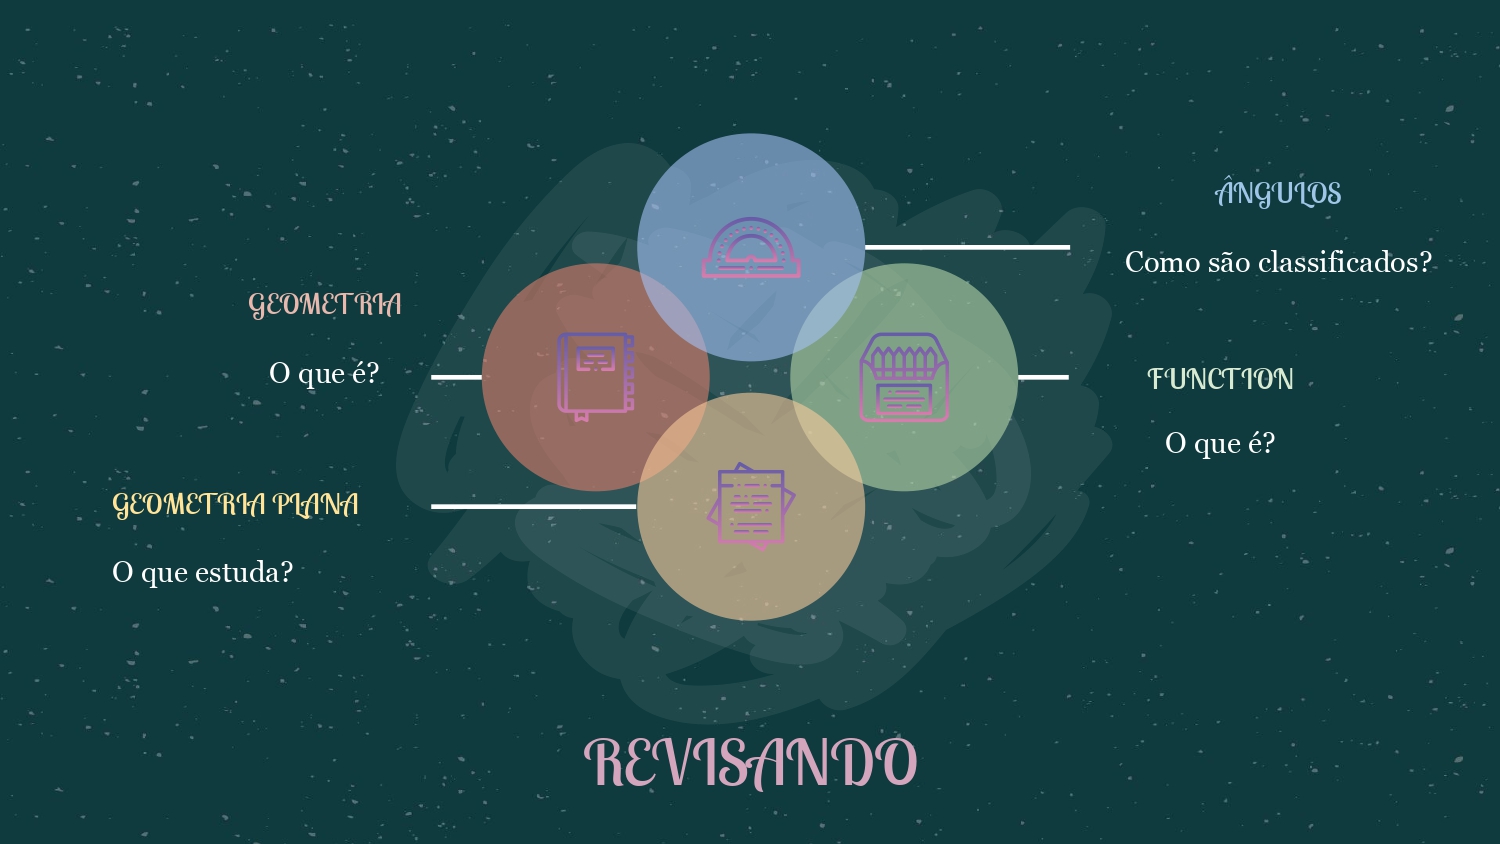 ÂNGULOS
Como são classificados?
GEOMETRIA
O que é?
FUNCTION
O que é?
GEOMETRIA PLANA
O que estuda?
REVISANDO